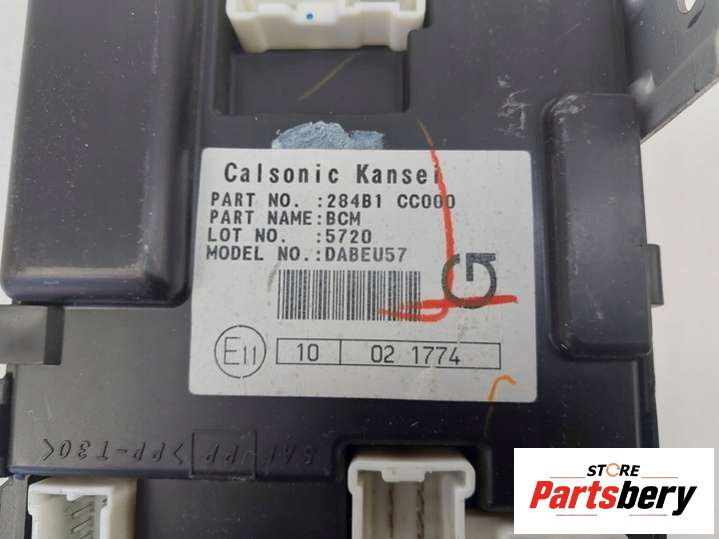 Calsonic Kansei
PART NO. :284B1 CC000
PART NAME:BCM
LOT NO. :5720
MODEL NO.:DABEU57
G
E11
10 02 1774
>PP-T30<
STORE
Partsbery